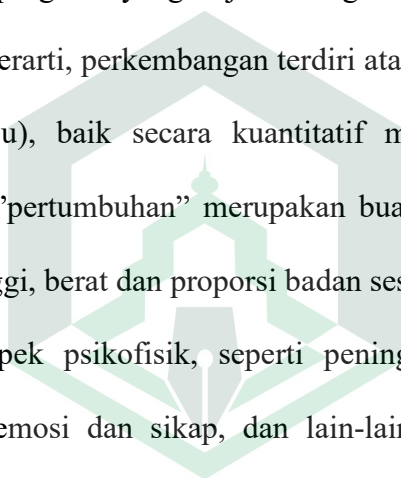 erarti, perkembangan terdiri ata
u), baik secara kuantitatif m
”pertumbuhan” merupakan bua
ggi, berat dan proporsi badan ses
pek psikofisik, seperti pening
emosi dan sikap, dan lain-lain